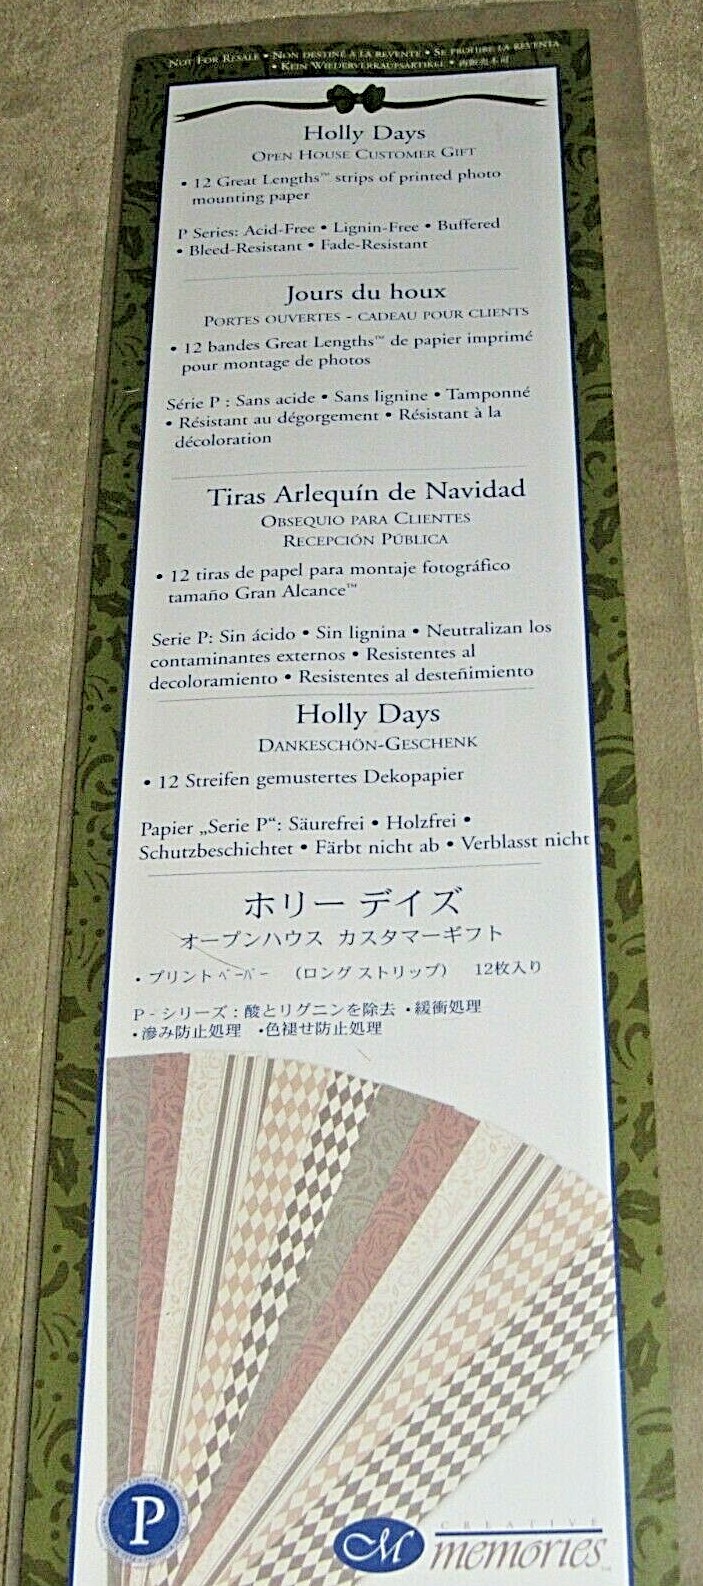 Not For Resale • Non destiné à la revente • Se prohibe la reventa
• Kein Wiederverkaufsartikel • 再販売不可
Holly Days
Open House Customer Gift
• 12 Great Lengths™ strips of printed photo
mounting paper
P Series: Acid-Free • Lignin-Free • Buffered
• Bleed-Resistant • Fade-Resistant
Jours du houx
Portes ouvertes - cadeau pour clients
• 12 bandes Great Lengths™ de papier imprimé
pour montage de photos
Série P : Sans acide • Sans lignine • Tamponné
• Résistant au dégorgement • Résistant à la
décoloration
Tiras Arlequín de Navidad
Obsequio para Clientes
Recepción Pública
• 12 tiras de papel para montaje fotográfico
tamaño Gran Alcance™
Serie P: Sin ácido • Sin lignina • Neutralizan los
contaminantes externos • Resistentes al
decoloramiento • Resistentes al desteñimiento
Holly Days
Dankeschön-Geschenk
• 12 Streifen gemustertes Dekopapier
Papier „Serie P“: Säurefrei • Holzfrei •
Schutzbeschichtet • Färbt nicht ab • Verblasst nicht
ホリー デイズ
オープンハウス カスタマーギフト
・プリントペーパー （ロング ストリップ） 12枚入り
P - シリーズ：酸とリグニンを除去 ・緩衝処理
・滲み防止処理 ・色褪せ防止処理
P
CREATIVE
M memories™